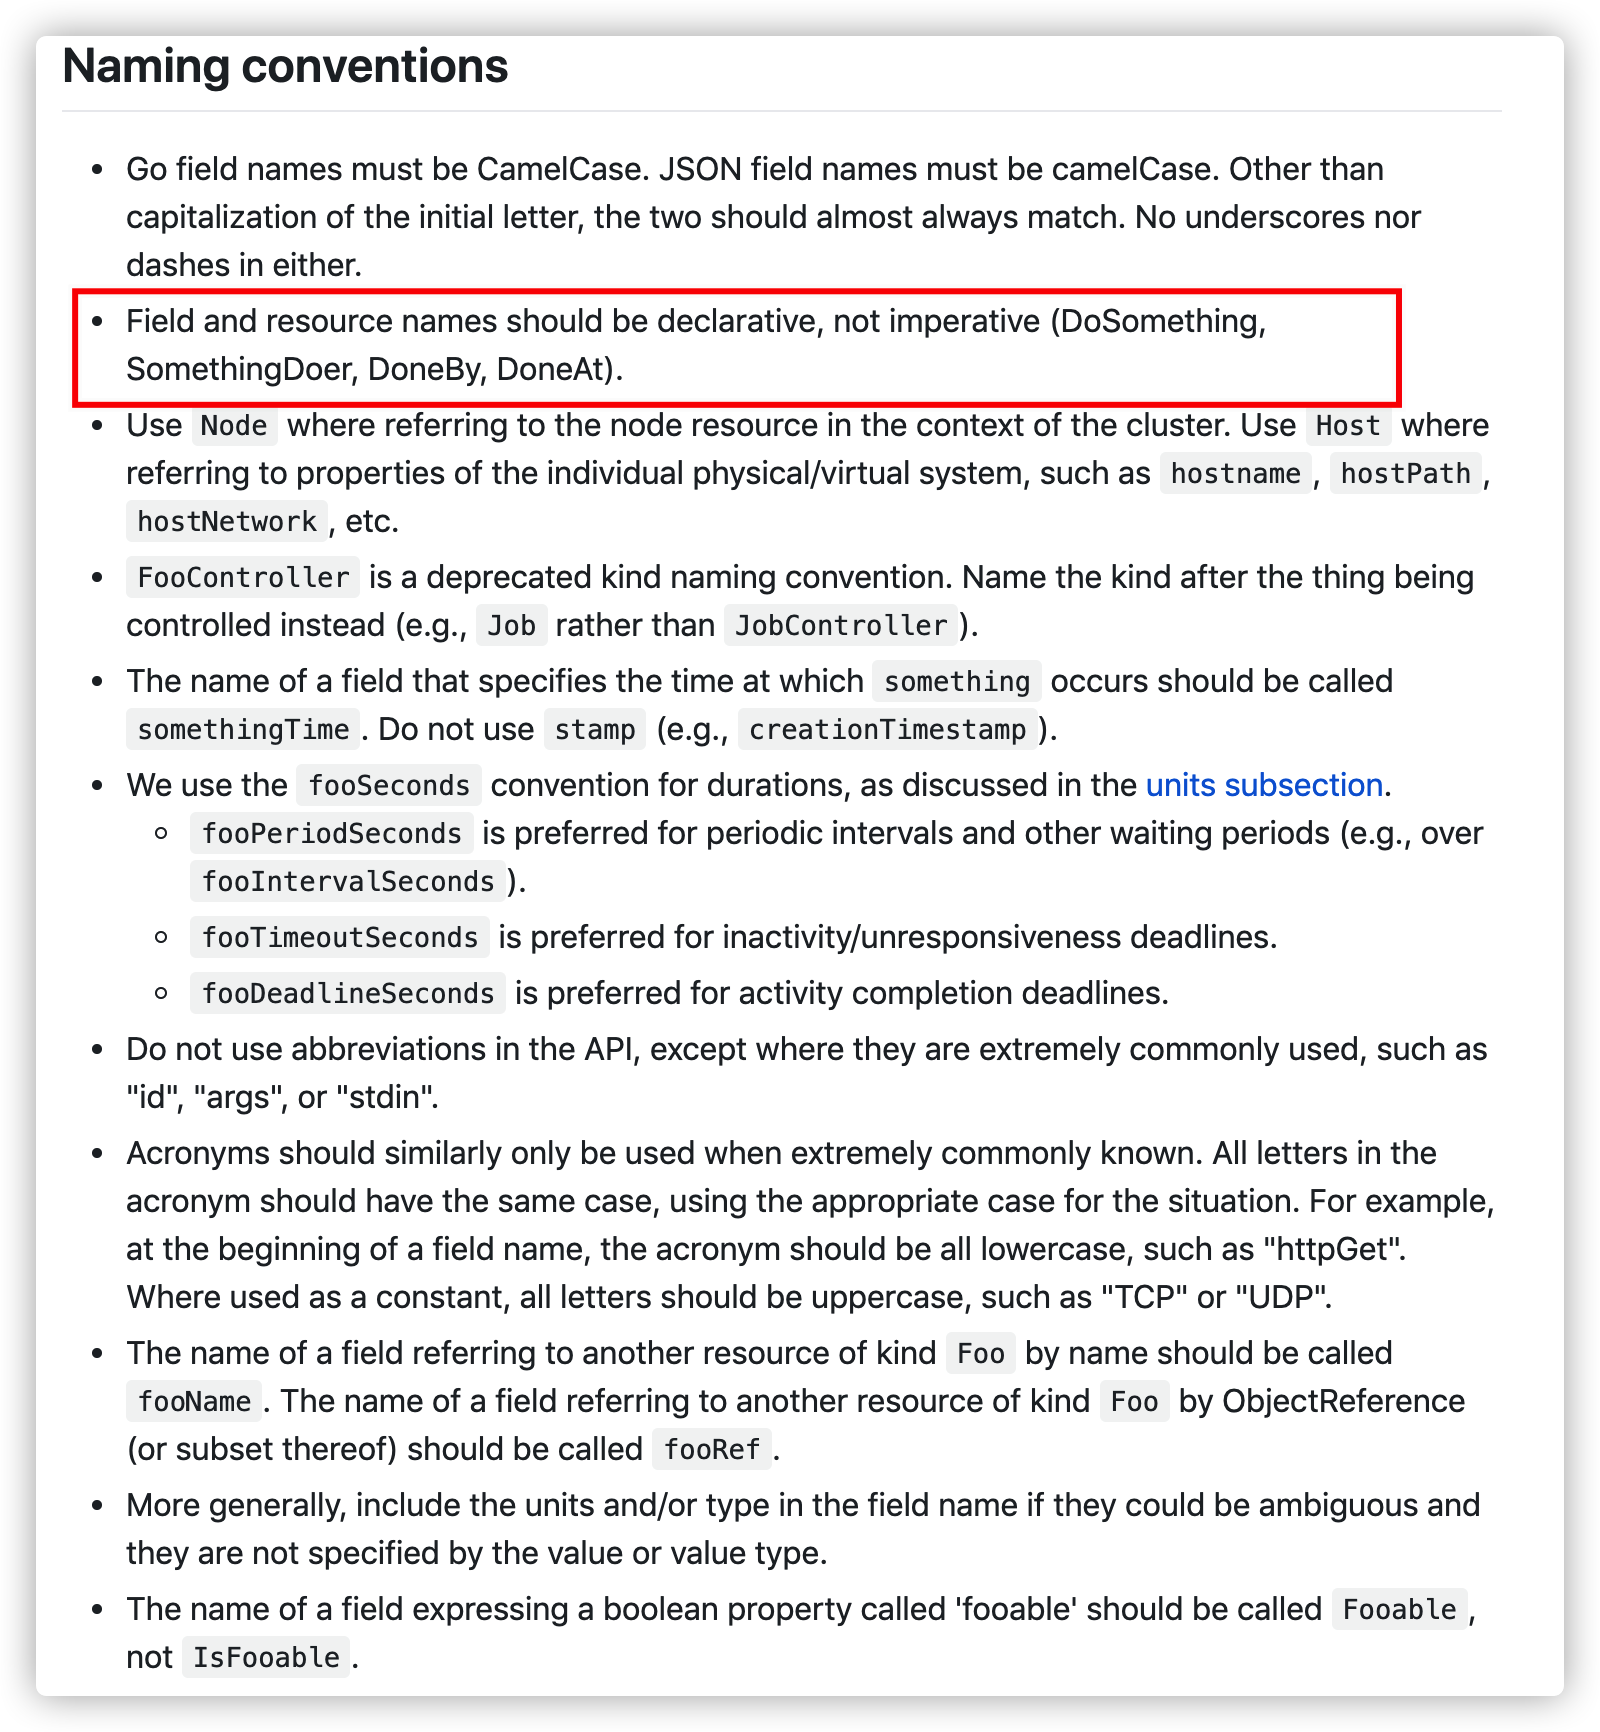 Naming conventions
• Go field names must be CamelCase. JSON field names must be camelCase. Other than
capitalization of the initial letter, the two should almost always match. No underscores nor
dashes in either.
• Field and resource names should be declarative, not imperative (DoSomething,
SomethingDoer, DoneBy, DoneAt).
• Use Node where referring to the node resource in the context of the cluster. Use Host where
referring to properties of the individual physical/virtual system, such as hostname, hostPath,
hostNetwork, etc.
• FooController is a deprecated kind naming convention. Name the kind after the thing being
controlled instead (e.g., Job rather than JobController).
• The name of a field that specifies the time at which something occurs should be called
somethingTime. Do not use stamp (e.g., creationTimestamp).
• We use the fooSeconds convention for durations, as discussed in the units subsection.
◦ fooPeriodSeconds is preferred for periodic intervals and other waiting periods (e.g., over
fooIntervalSeconds).
◦ fooTimeoutSeconds is preferred for inactivity/unresponsiveness deadlines.
◦ fooDeadlineSeconds is preferred for activity completion deadlines.
• Do not use abbreviations in the API, except where they are extremely commonly used, such as
"id", "args", or "stdin".
• Acronyms should similarly only be used when extremely commonly known. All letters in the
acronym should have the same case, using the appropriate case for the situation. For example,
at the beginning of a field name, the acronym should be all lowercase, such as "httpGet".
Where used as a constant, all letters should be uppercase, such as "TCP" or "UDP".
• The name of a field referring to another resource of kind Foo by name should be called
fooName. The name of a field referring to another resource of kind Foo by ObjectReference
(or subset thereof) should be called fooRef.
• More generally, include the units and/or type in the field name if they could be ambiguous and
they are not specified by the value or value type.
• The name of a field expressing a boolean property called 'fooable' should be called Fooable,
not IsFooable.